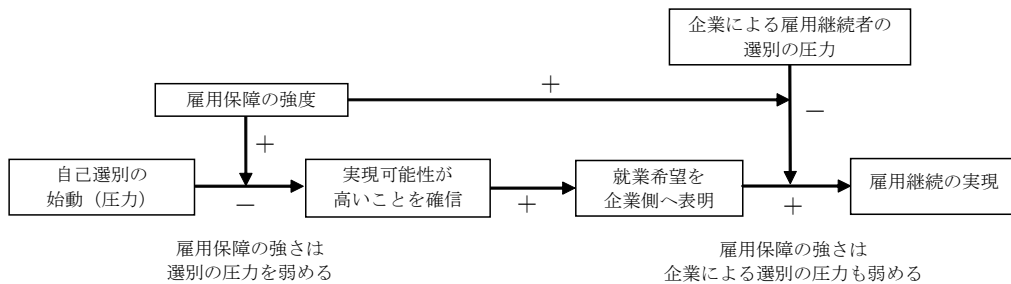 企業による雇用継続者の
選別の圧力
雇用保障の強度
＋
－
＋
自己選別の
始動（圧力）
－
実現可能性が
高いことを確信
＋
就業希望を
企業側へ表明
＋
雇用継続の実現
雇用保障の強さは
選別の圧力を弱める
雇用保障の強さは
企業による選別の圧力も弱める